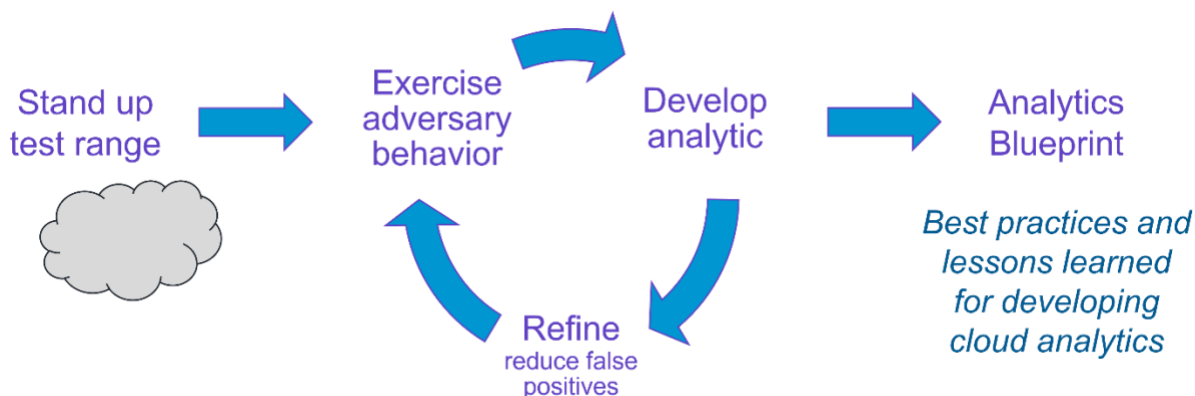 Stand up
test range
Exercise
adversary
behavior
Develop
analytic
Refine
reduce false
positives
Analytics
Blueprint
Best practices and
lessons learned
for developing
cloud analytics